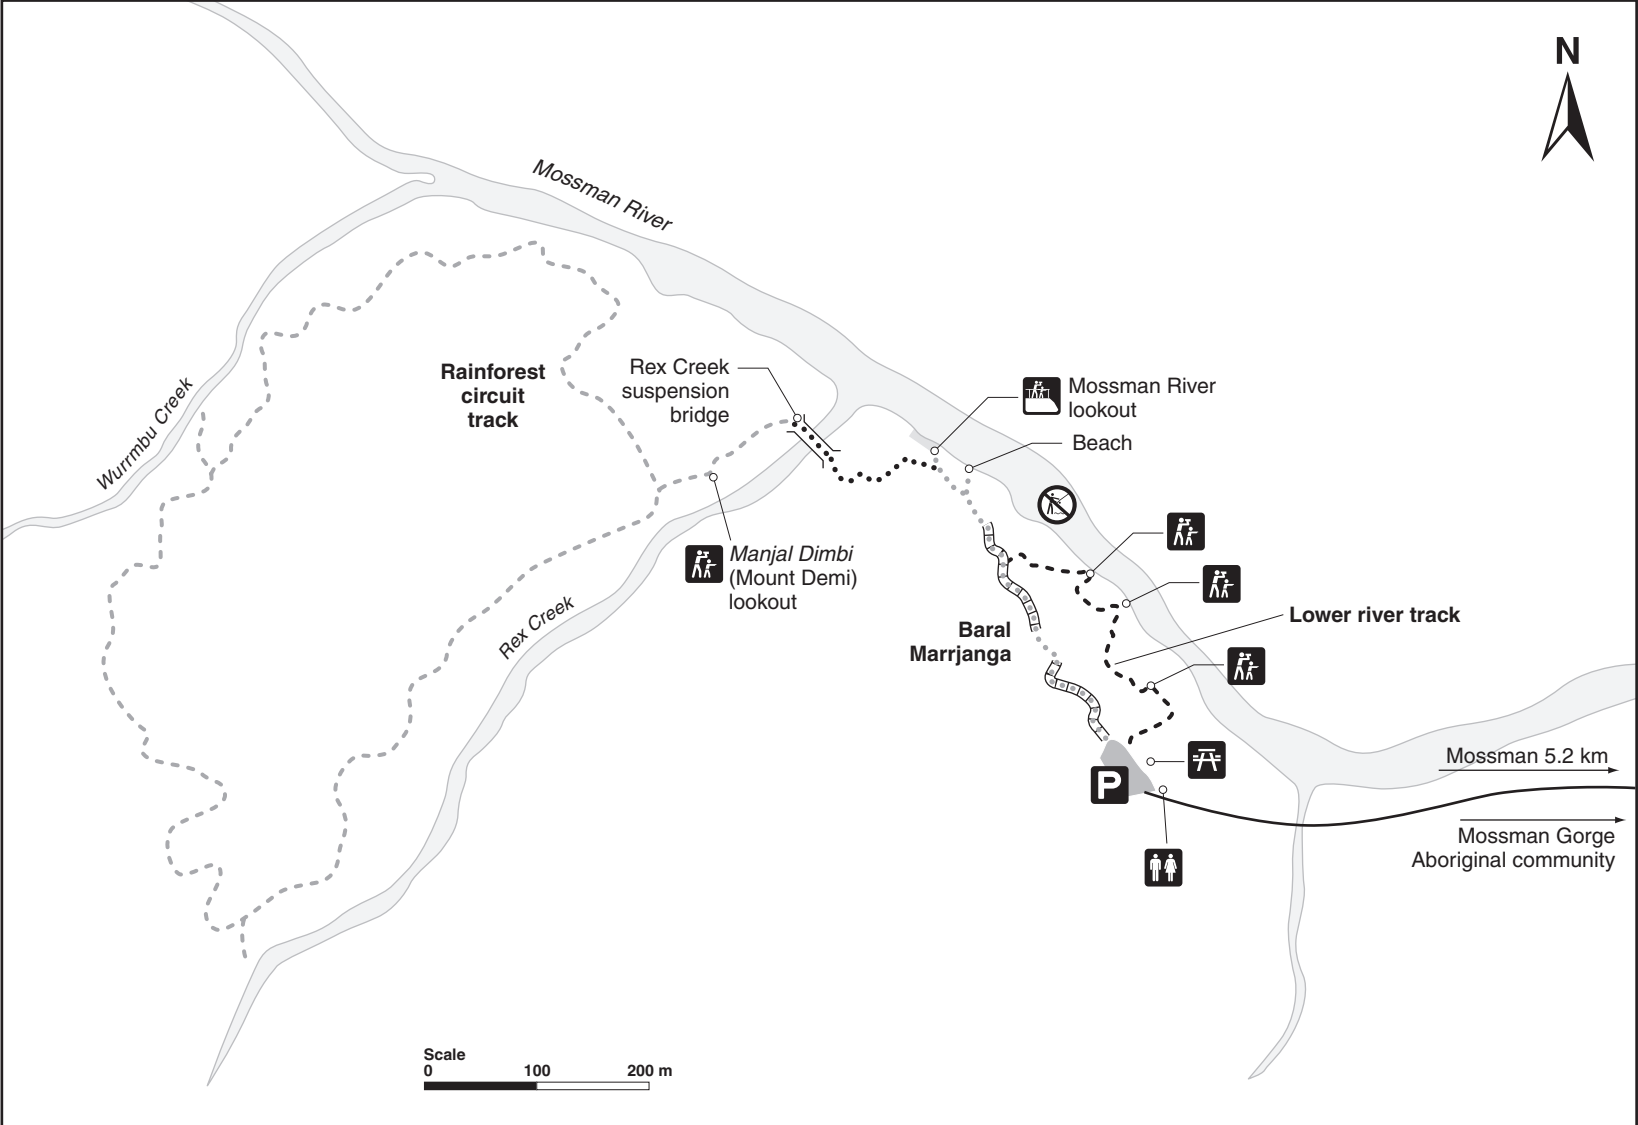 N
Mossman River
Rex Creek
suspension
bridge
Rainforest
circuit
track
Mossman River
lookout
Beach
Wurrmbu Creek
Manjal Dimbi
(Mount Demi)
lookout
Rex Creek
Baral
Marrjanga
Lower river track
P
Mossman 5.2 km
Mossman Gorge
Aboriginal community
Scale
0 100 200 m